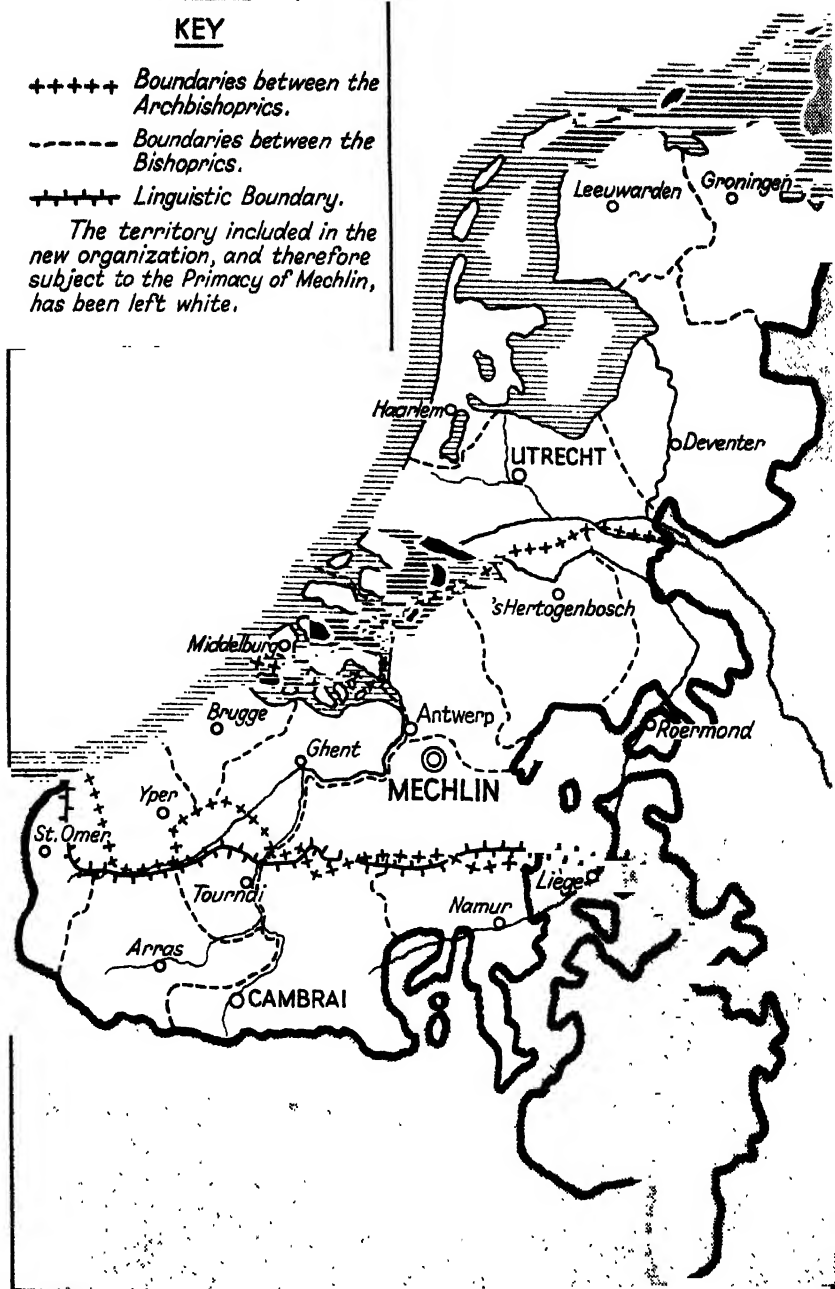 KEY
+++++ Boundaries between the
Archbishoprics.
------ Boundaries between the
Bishoprics.
Linguistic Boundary.
The territory included in the
new organization, and therefore
subject to the Primacy of Mechlin,
has been left white.
Leeuwarden
Groningen
Haarlem
UTRECHT
Deventer
'sHertogenbosch
Middelburg
Brugge
Antwerp
Roermond
Ghent
MECHLIN
Yper
St. Omer
Tourndi
Liege
Namur
Arras
CAMBRAI